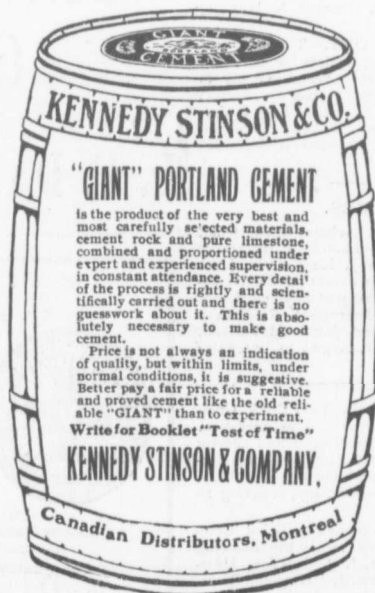 GIANT
CEMENT
KENNEDY STINSON & CO.
"GIANT" PORTLAND CEMENT
is the product of the very best and
most carefully selected materials,
cement rock and pure limestone,
combined and proportioned under
expert and experienced supervision,
in constant attendance. Every detail
of the process is rightly and scien-
tifically carried out and there is no
guesswork about it. This is abso-
lutely necessary to make good
cement.
Price is not always an indication
of quality, but within limits, under
normal conditions, it is suggestive.
Better pay a fair price for a reliable
and proved cement like the old reli-
able "GIANT" than to experiment.
Write for Booklet "Test of Time"
KENNEDY STINSON & COMPANY,
Canadian Distributors, Montreal